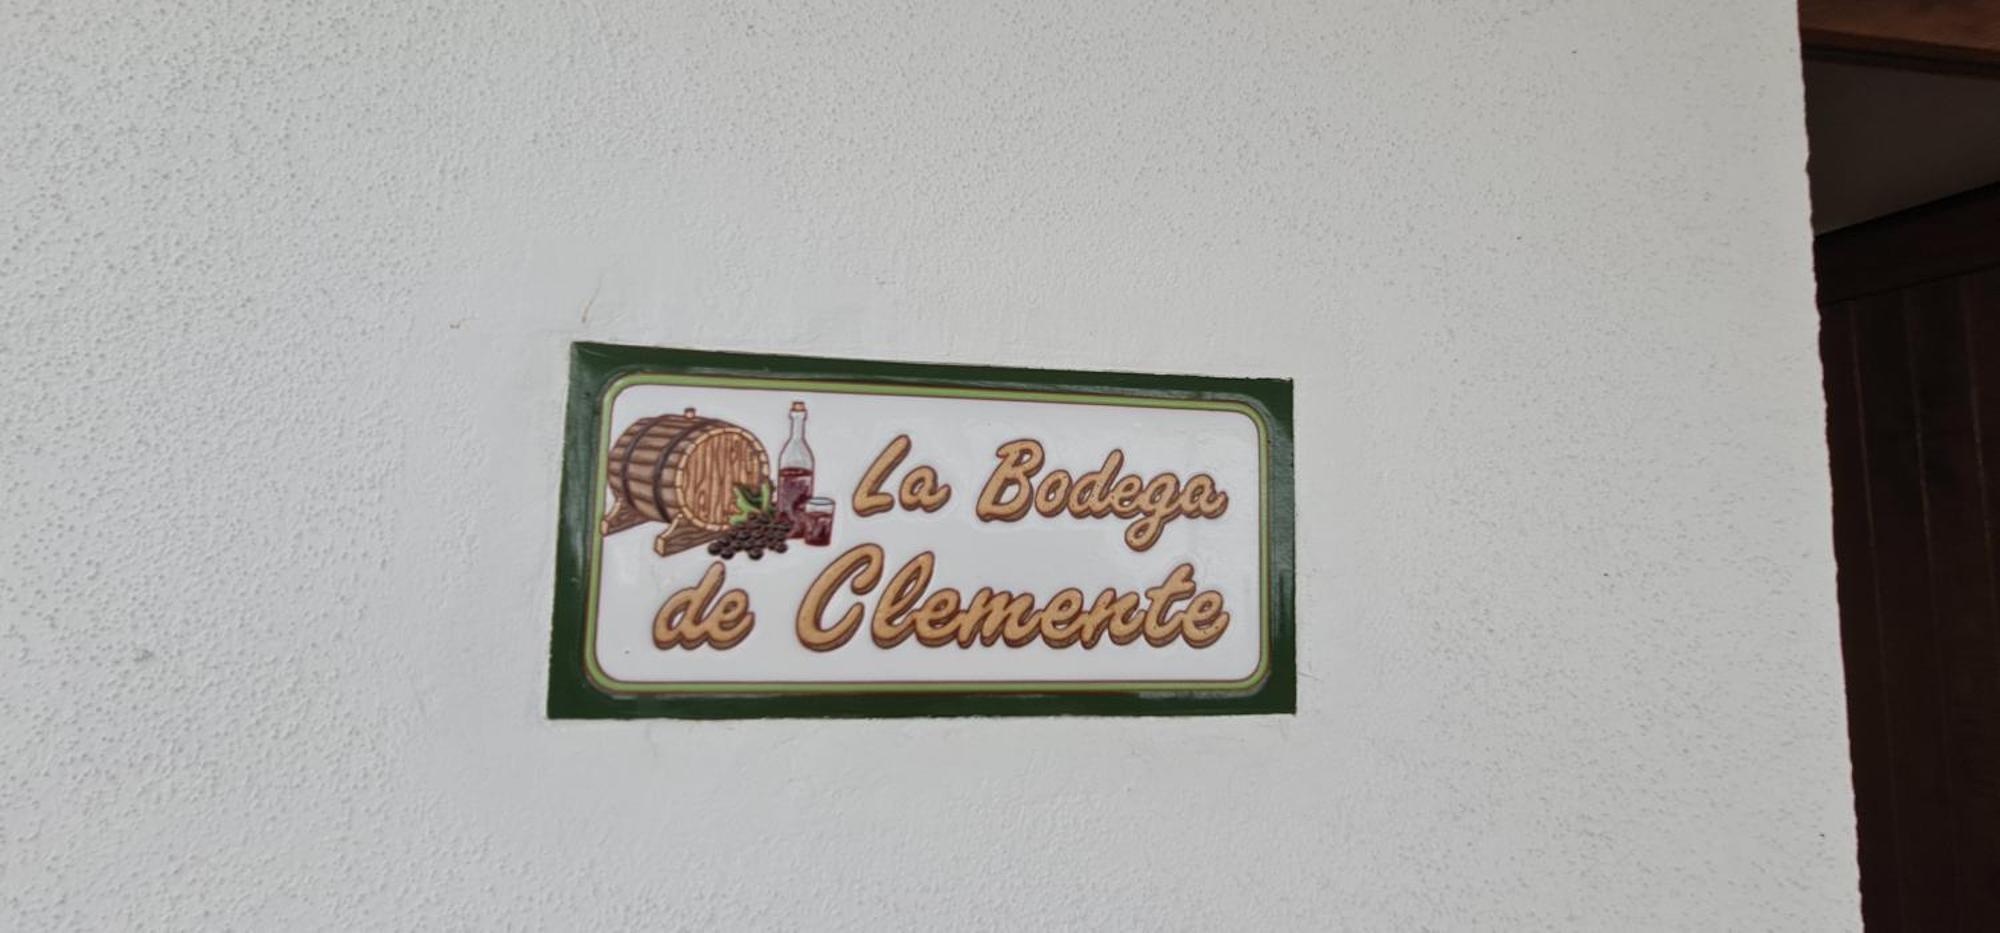 La Bodega
de Clemente